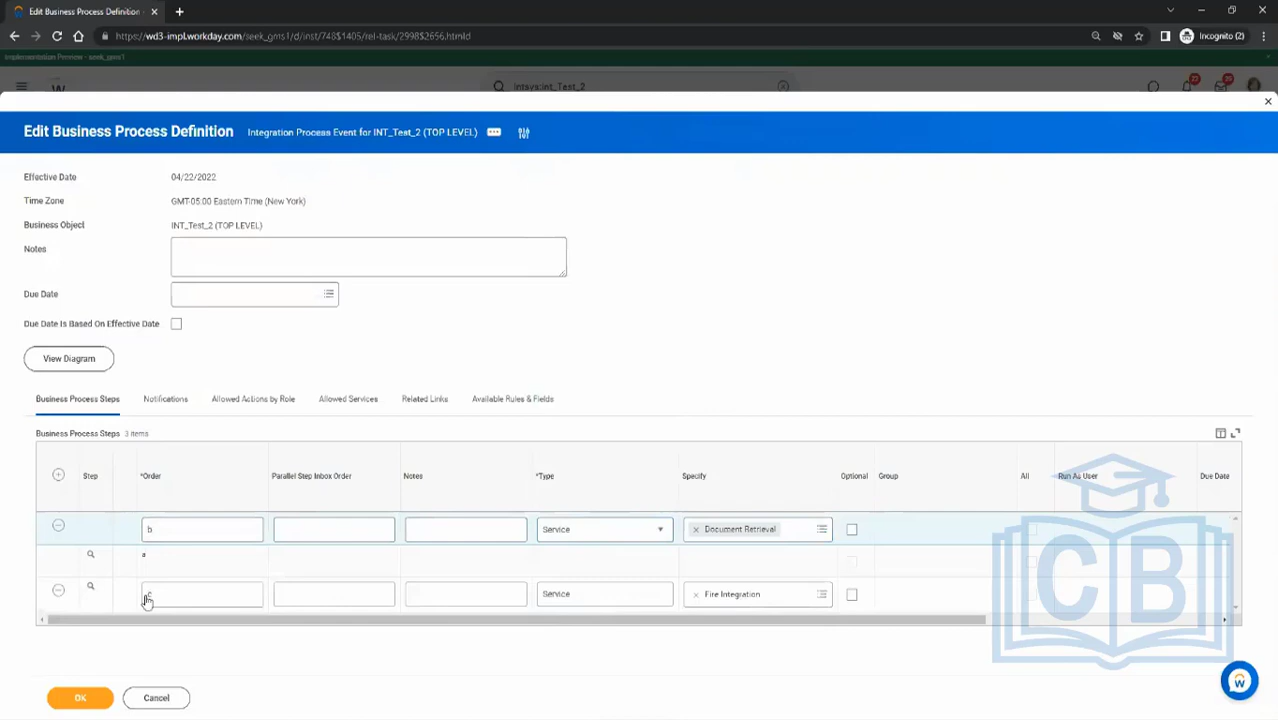 Edit Business Process Definition
https://wd3-impl.workday.com/seek_gms1/d/inst/748$1405/rel-task/2998$2656.htmld
Incognito (2)
Implementation Preview - seek_gms1
intsys:int_Test_2
Edit Business Process Definition Integration Process Event for INT_Test_2 (TOP LEVEL)
Effective Date 04/22/2022
Time Zone GMT-05:00 Eastern Time (New York)
Business Object INT_Test_2 (TOP LEVEL)
Notes
Due Date
Due Date Is Based On Effective Date
View Diagram
Business Process Steps Notifications Allowed Actions by Role Allowed Services Related Links Available Rules & Fields
Business Process Steps 3 items
Step *Order Parallel Step Inbox Order Notes *Type Specify Optional Group All Run As User Due Date
b Service Document Retrieval
a
c Service Fire Integration
CB
OK Cancel